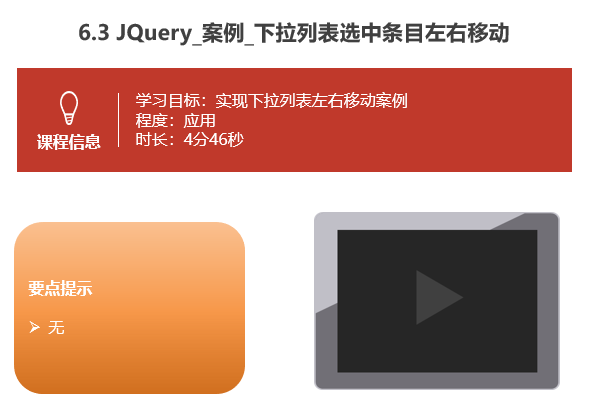 6.3 JQuery_案例_下拉列表选中条目左右移动
学习目标：实现下拉列表左右移动案例
程度：应用
课程信息
时长：4分46秒
要点提示
无